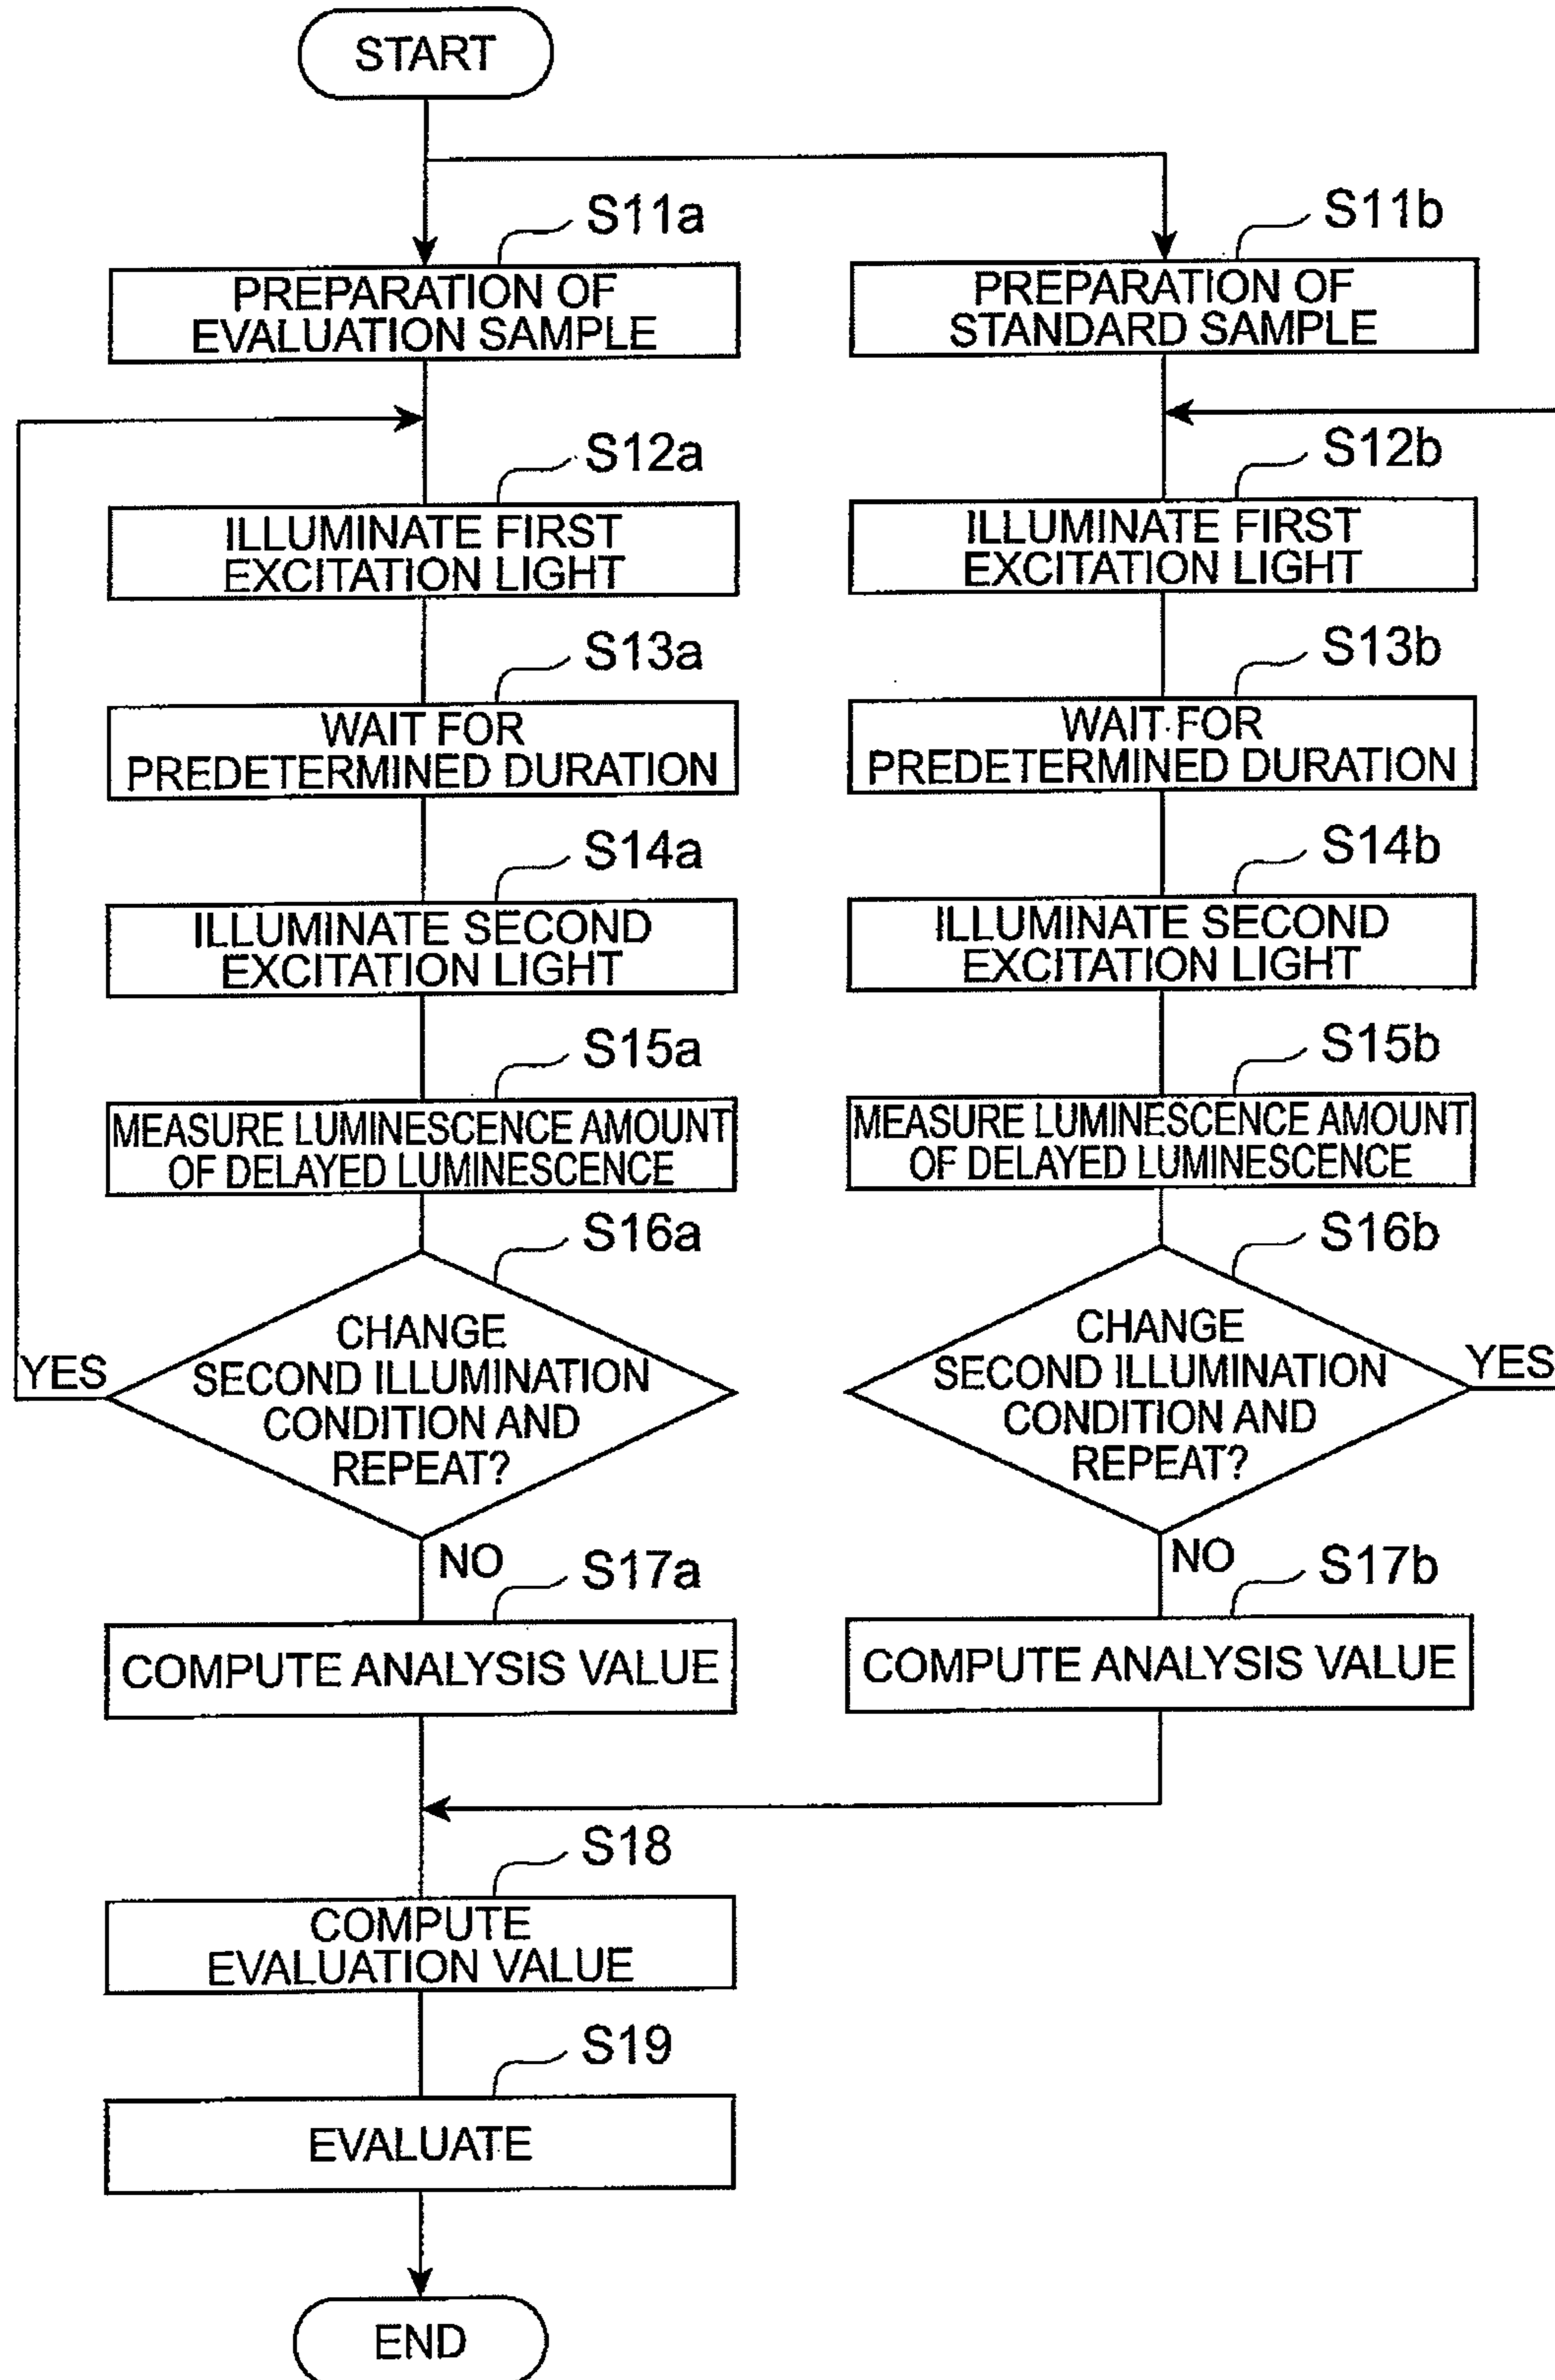 START
S11a
PREPARATION OF
EVALUATION SAMPLE
S11b
PREPARATION OF
STANDARD SAMPLE
S12a
ILLUMINATE FIRST
EXCITATION LIGHT
S12b
ILLUMINATE FIRST
EXCITATION LIGHT
S13a
WAIT FOR
PREDETERMINED DURATION
S13b
WAIT FOR
PREDETERMINED DURATION
S14a
ILLUMINATE SECOND
EXCITATION LIGHT
S14b
ILLUMINATE SECOND
EXCITATION LIGHT
S15a
MEASURE LUMINESCENCE AMOUNT
OF DELAYED LUMINESCENCE
S15b
MEASURE LUMINESCENCE AMOUNT
OF DELAYED LUMINESCENCE
S16a
CHANGE
SECOND ILLUMINATION
CONDITION AND
REPEAT?
YES
NO
S16b
CHANGE
SECOND ILLUMINATION
CONDITION AND
REPEAT?
YES
NO
S17a
COMPUTE ANALYSIS VALUE
S17b
COMPUTE ANALYSIS VALUE
S18
COMPUTE
EVALUATION VALUE
S19
EVALUATE
END